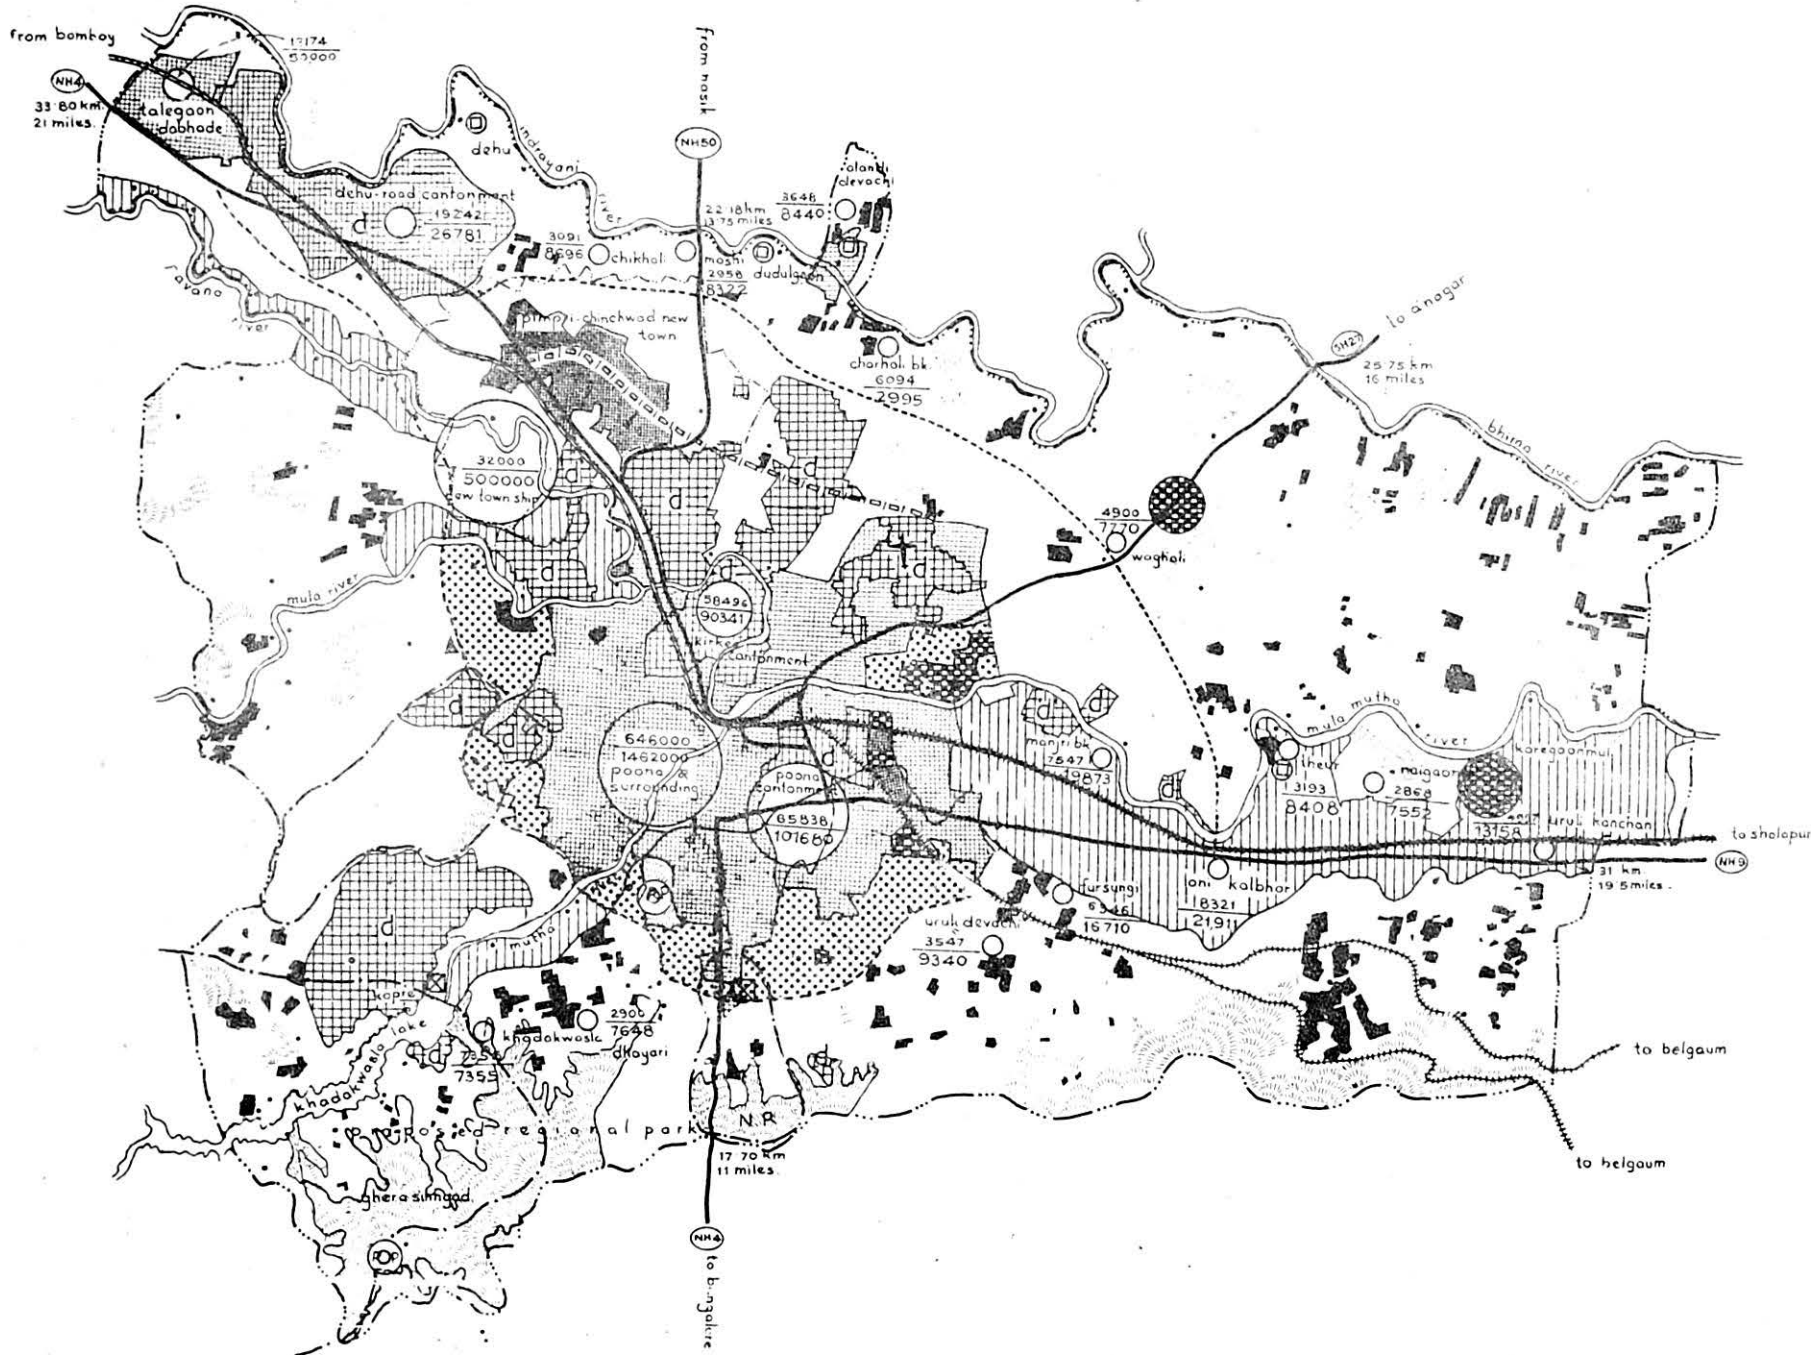 from bombay
NH4
33·80 km.
21 miles.
talegaon
dabhade
50000
from nasik
NH50
dehu
indrayani
river
dehu-road cantonment
d
19242
26781
3091
8696
chikhali
22·18 km
13·75 miles
moshi
2958
8322
dudulgaon
3648
8440
alandi
devachi
pavana
river
pimpri-chinchwad new
town
charholi bk.
6094
2995
SH27
to a'nagar
25·75 km
16 miles
bhima
river
32000
500000
new town ship
d
d
d
d
4900
7770
wagholi
mula river
58496
90341
kirkee
cantonment
d
d
646000
1462000
poona &
surrounding
poona
cantonment
d
85838
101680
d
d
manjri bk
7547
19873
d
mula mutha
river
theur
3193
8408
naigaon
2868
7552
koregaonmul
uruli kanchan
13158
to sholapur
NH9
31 km
19·5 miles.
loni kalbhor
18321
21,911
fursungi
6546
16710
uruli devachi
3547
9340
d
mutha
kopre
khadakwasla lake
khadakwasla
7355
d
2900
7648
dhayari
N.P.
proposed regional park
17·70 km
11 miles.
ghera sinhgad.
NH4
to bangalore
to belgaum
to belgaum